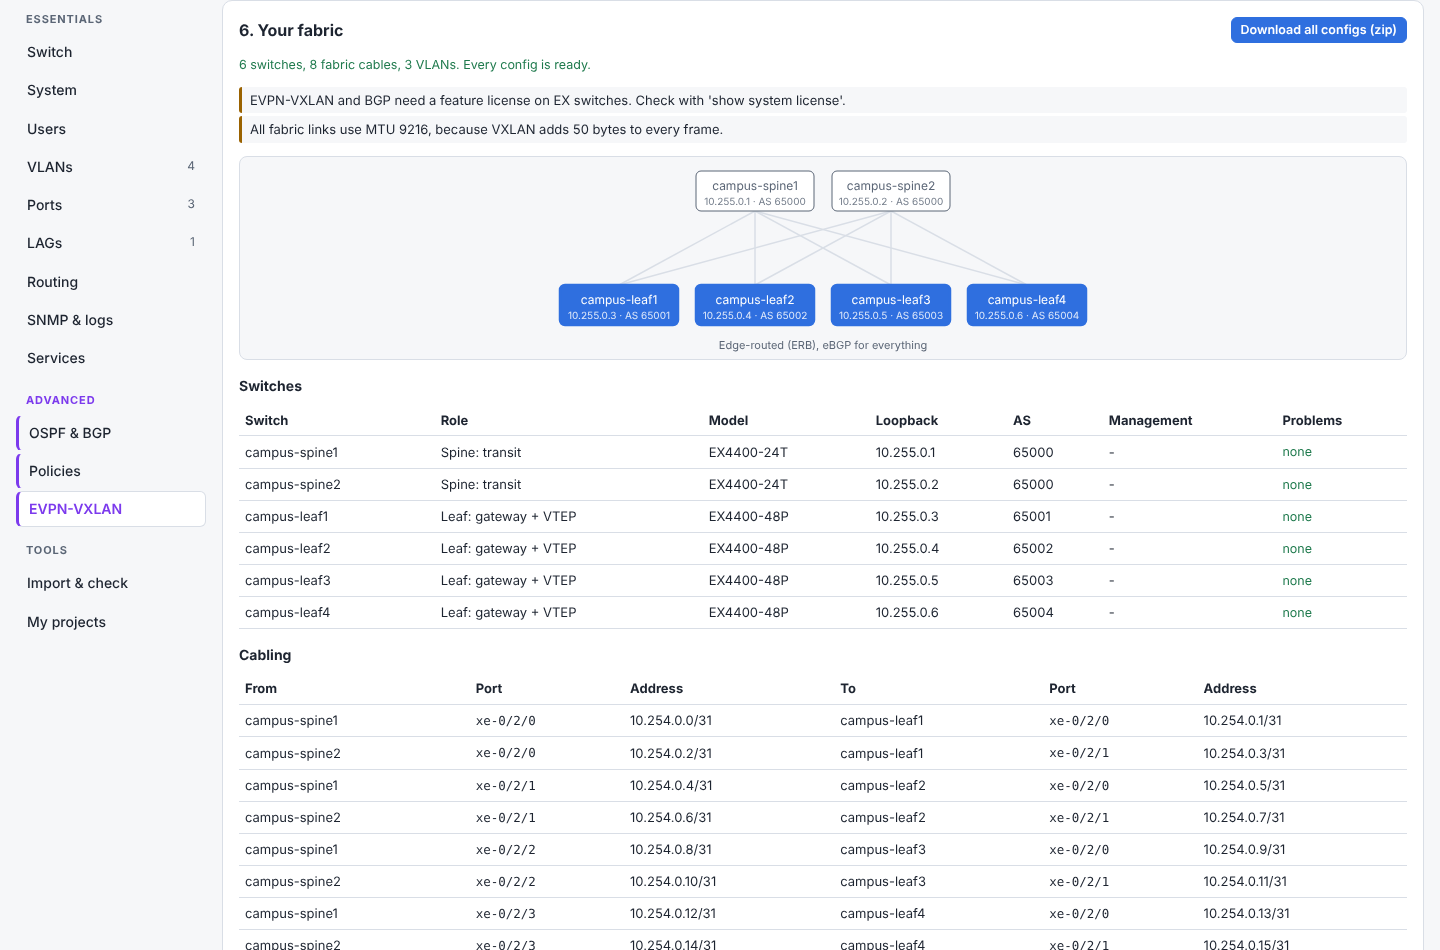 ESSENTIALS
Switch
System
Users
VLANs 4
Ports 3
LAGs 1
Routing
SNMP & logs
Services
ADVANCED
OSPF & BGP
Policies
EVPN-VXLAN
TOOLS
Import & check
My projects
6. Your fabric
Download all configs (zip)
6 switches, 8 fabric cables, 3 VLANs. Every config is ready.
EVPN-VXLAN and BGP need a feature license on EX switches. Check with 'show system license'.
All fabric links use MTU 9216, because VXLAN adds 50 bytes to every frame.
campus-spine1
10.255.0.1 · AS 65000
campus-spine2
10.255.0.2 · AS 65000
campus-leaf1
10.255.0.3 · AS 65001
campus-leaf2
10.255.0.4 · AS 65002
campus-leaf3
10.255.0.5 · AS 65003
campus-leaf4
10.255.0.6 · AS 65004
Edge-routed (ERB), eBGP for everything
Switches
Switch Role Model Loopback AS Management Problems
campus-spine1 Spine: transit EX4400-24T 10.255.0.1 65000 - none
campus-spine2 Spine: transit EX4400-24T 10.255.0.2 65000 - none
campus-leaf1 Leaf: gateway + VTEP EX4400-48P 10.255.0.3 65001 - none
campus-leaf2 Leaf: gateway + VTEP EX4400-48P 10.255.0.4 65002 - none
campus-leaf3 Leaf: gateway + VTEP EX4400-48P 10.255.0.5 65003 - none
campus-leaf4 Leaf: gateway + VTEP EX4400-48P 10.255.0.6 65004 - none
Cabling
From Port Address To Port Address
campus-spine1 xe-0/2/0 10.254.0.0/31 campus-leaf1 xe-0/2/0 10.254.0.1/31
campus-spine2 xe-0/2/0 10.254.0.2/31 campus-leaf1 xe-0/2/1 10.254.0.3/31
campus-spine1 xe-0/2/1 10.254.0.4/31 campus-leaf2 xe-0/2/0 10.254.0.5/31
campus-spine2 xe-0/2/1 10.254.0.6/31 campus-leaf2 xe-0/2/1 10.254.0.7/31
campus-spine1 xe-0/2/2 10.254.0.8/31 campus-leaf3 xe-0/2/0 10.254.0.9/31
campus-spine2 xe-0/2/2 10.254.0.10/31 campus-leaf3 xe-0/2/1 10.254.0.11/31
campus-spine1 xe-0/2/3 10.254.0.12/31 campus-leaf4 xe-0/2/0 10.254.0.13/31
campus-spine2 xe-0/2/3 10.254.0.14/31 campus-leaf4 xe-0/2/1 10.254.0.15/31